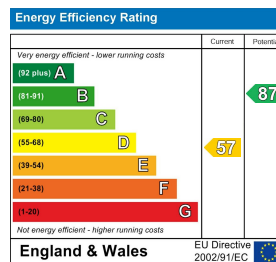 Energy Efficiency Rating
Current
Very energy efficient - lower running costs
(92 plus) A
(81-91) B
87
(69-80) C
(55-68) D
57
(39-54) E
(21-38) F
(1-20) G
Not energy efficient - higher running costs
England & Wales
EU Directive
2002/91/EC